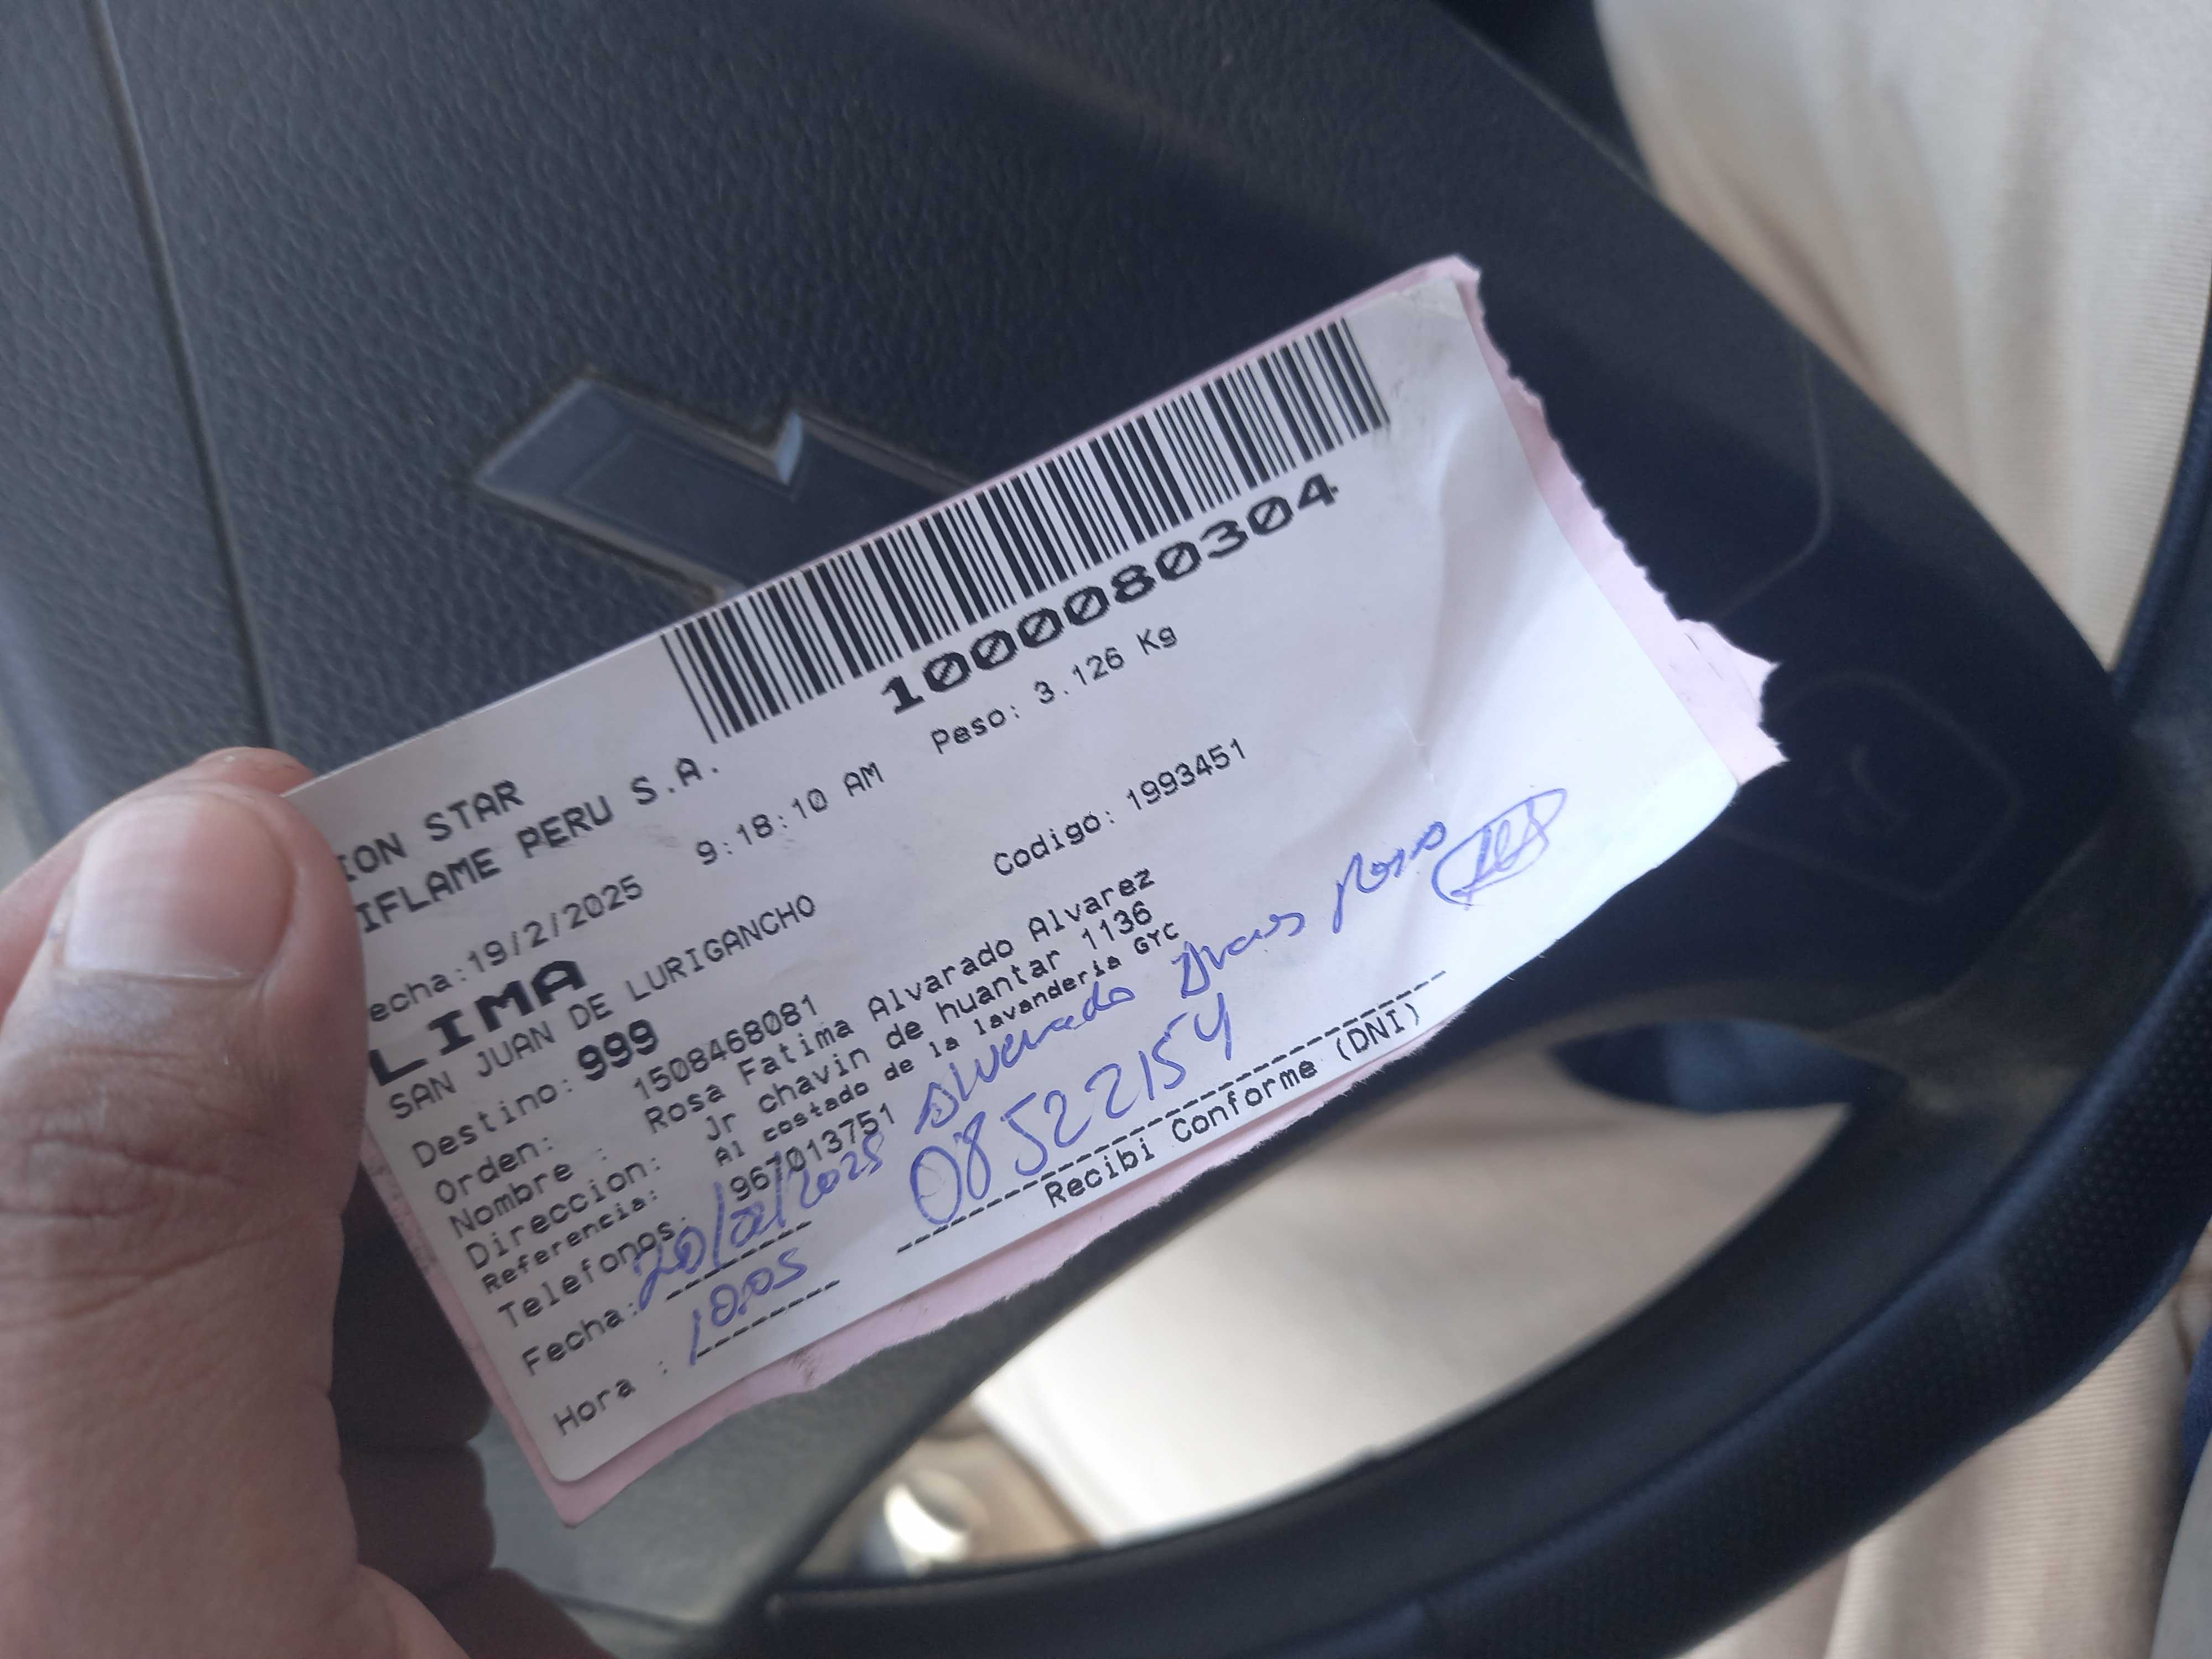 1000080304
ION STAR
IFLAME PERU S.A.
echa:19/2/2025 9:18:10 AM Peso: 3.126 Kg
LIMA
SAN JUAN DE LURIGANCHO Codigo: 1993451
Destino: 999
Orden: 1508468081
Nombre : Rosa Fatima Alvarado Alvarez
Direccion: Jr chavin de huantar 1136
Referencia: Al costado de la lavanderia GYC
Telefonos: 967013751
Fecha: 20/02/2025
08522154
Hora : 10:05
Recibi Conforme (DNI)